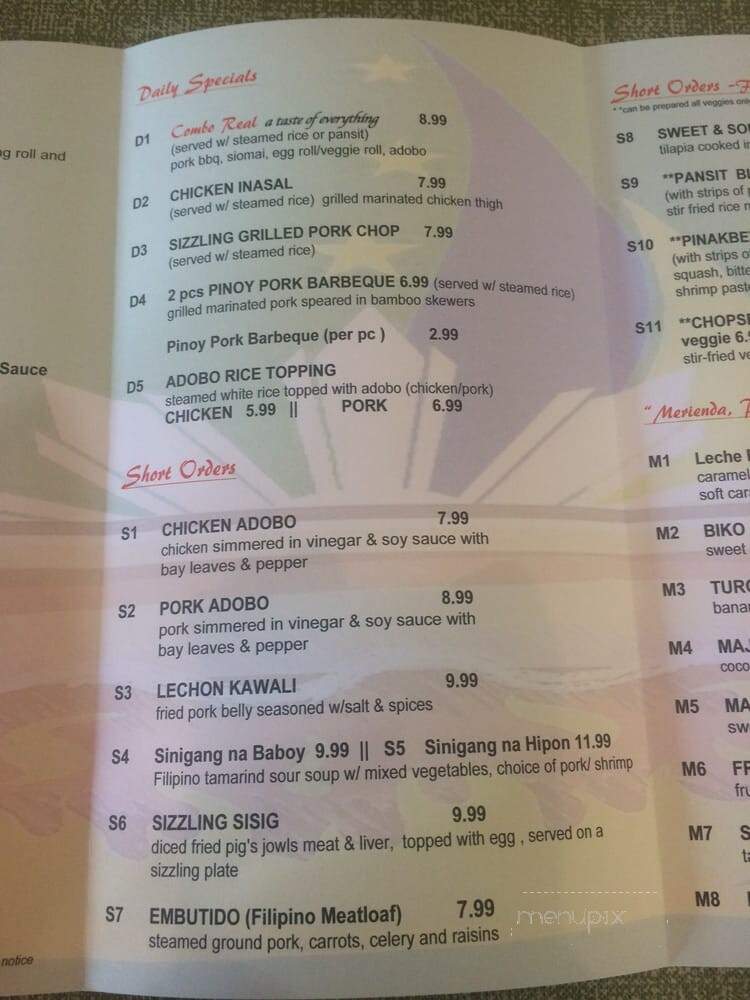 ng roll and
Sauce
notice
Daily Specials
D1 Combo Real a taste of everything 8.99
(served w/ steamed rice or pansit)
pork bbq, siomai, egg roll/veggie roll, adobo
D2 CHICKEN INASAL 7.99
(served w/ steamed rice) grilled marinated chicken thigh
D3 SIZZLING GRILLED PORK CHOP 7.99
(served w/ steamed rice)
D4 2 pcs PINOY PORK BARBEQUE 6.99 (served w/ steamed rice)
grilled marinated pork speared in bamboo skewers
Pinoy Pork Barbeque (per pc ) 2.99
D5 ADOBO RICE TOPPING
steamed white rice topped with adobo (chicken/pork)
CHICKEN 5.99 || PORK 6.99
Short Orders
S1 CHICKEN ADOBO 7.99
chicken simmered in vinegar & soy sauce with
bay leaves & pepper
S2 PORK ADOBO 8.99
pork simmered in vinegar & soy sauce with
bay leaves & pepper
S3 LECHON KAWALI 9.99
fried pork belly seasoned w/salt & spices
S4 Sinigang na Baboy 9.99 || S5 Sinigang na Hipon 11.99
Filipino tamarind sour soup w/ mixed vegetables, choice of pork/ shrimp
S6 SIZZLING SISIG 9.99
diced fried pig's jowls meat & liver, topped with egg , served on a
sizzling plate
S7 EMBUTIDO (Filipino Meatloaf) 7.99
steamed ground pork, carrots, celery and raisins
Short Orders -
**can be prepared all veggies
S8 SWEET &
tilapia cooked
S9 **PANSIT
(with strips of
stir fried rice
S10 **PINAKBE
(with strips
squash,
shrimp
S11 **CHOPS
veggie
stir-fried
" Merienda,
M1 Leche
caramel
soft
M2 BIKO
sweet
M3
M4
M5
M6
M7
M8
menupix